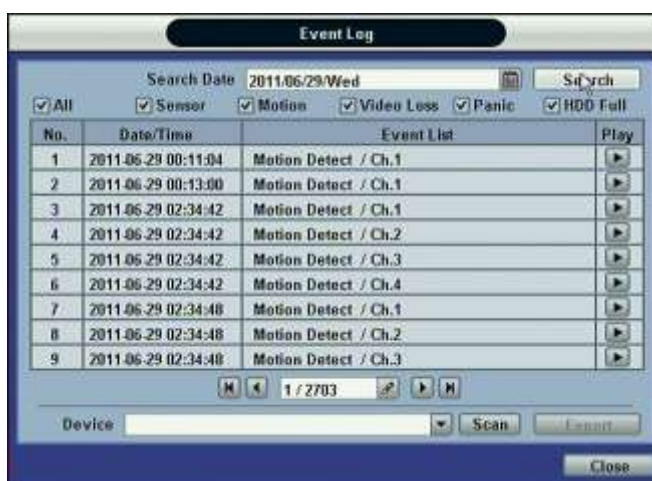 Event Log
Search Date 2011/06/29/Wed Search
All Sensor Motion Video Loss Panic HDD Full
No. Date/Time Event List Play
1 2011-06-29 00:11:04 Motion Detect / Ch.1
2 2011-06-29 00:13:00 Motion Detect / Ch.1
3 2011-06-29 02:34:42 Motion Detect / Ch.1
4 2011-06-29 02:34:42 Motion Detect / Ch.2
5 2011-06-29 02:34:42 Motion Detect / Ch.3
6 2011-06-29 02:34:42 Motion Detect / Ch.4
7 2011-06-29 02:34:48 Motion Detect / Ch.1
8 2011-06-29 02:34:48 Motion Detect / Ch.2
9 2011-06-29 02:34:48 Motion Detect / Ch.3
1 / 2703
Device Scan Export
Close